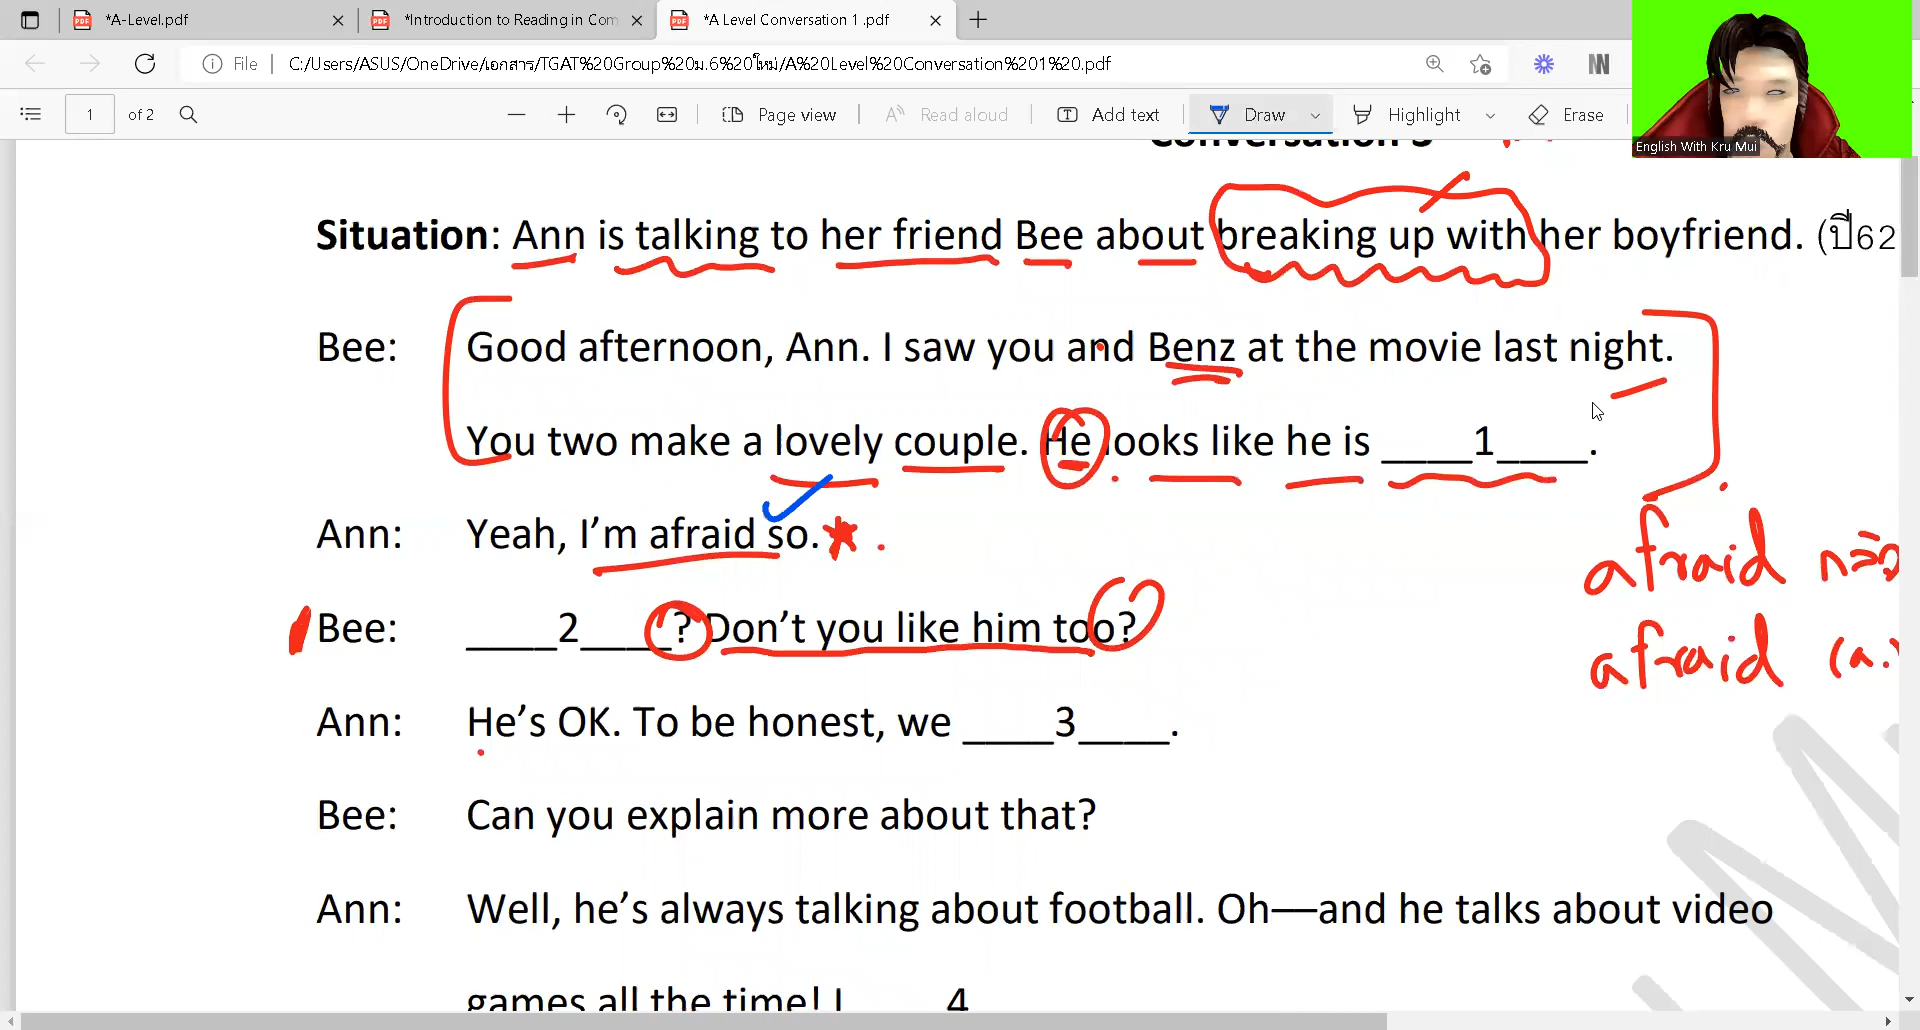 *A-Level.pdf
*Introduction to Reading in Com
*A Level Conversation 1 .pdf
File
C:/Users/ASUS/OneDrive/เอกสาร/TGAT%20Group%20ม.6%20ใหม่/A%20Level%20Conversation%201%20.pdf
1 of 2
Page view
Read aloud
Add text
Draw
Highlight
Erase
English With Kru Mui
Situation: Ann is talking to her friend Bee about breaking up with her boyfriend. (ปี62
Bee: Good afternoon, Ann. I saw you and Benz at the movie last night.
You two make a lovely couple. He looks like he is ____1____.
Ann: Yeah, I’m afraid so.
afraid
Bee: ____2____? Don’t you like him too?
afraid (a.
Ann: He’s OK. To be honest, we ____3____.
Bee: Can you explain more about that?
Ann: Well, he’s always talking about football. Oh—and he talks about video
games all the time! I ____4